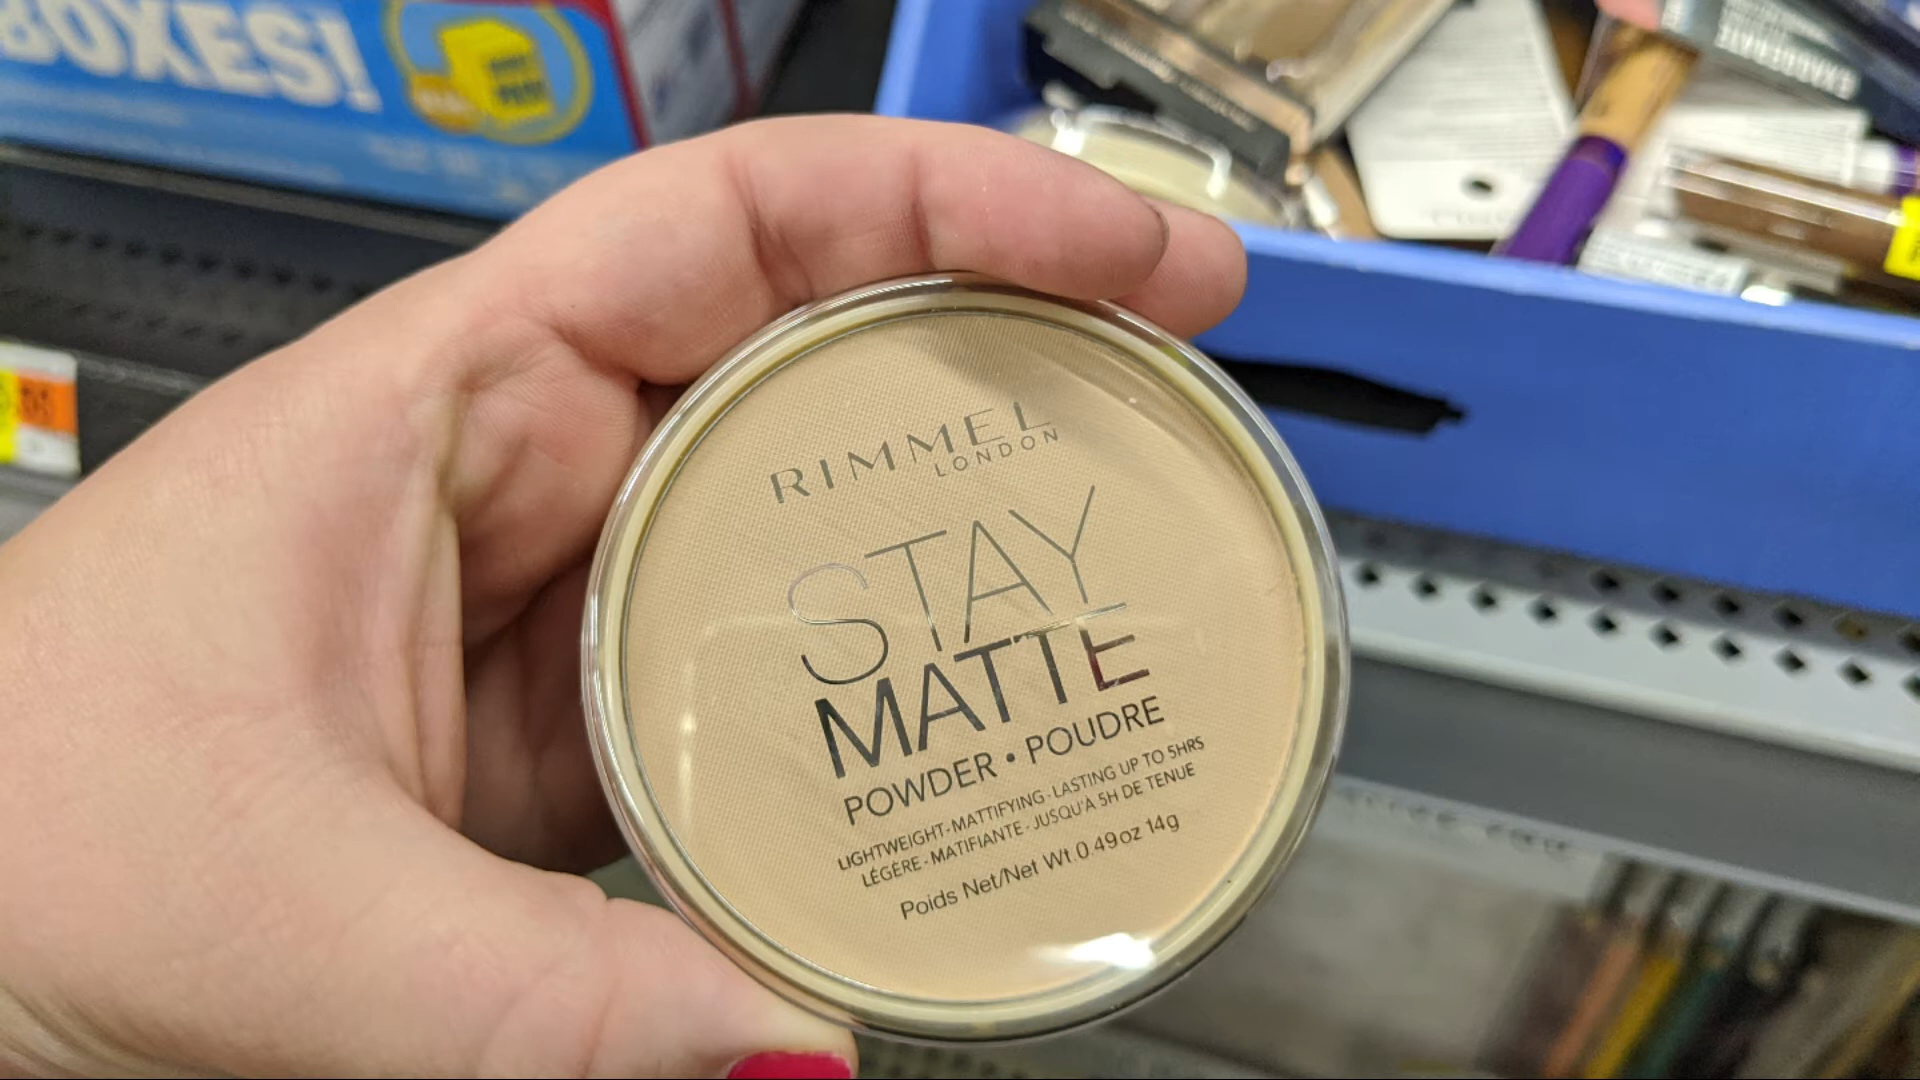 BOXES!
RIMMEL
LONDON
STAY
MATTE
POWDER • POUDRE
LIGHTWEIGHT - MATTIFYING - LASTING UP TO 5HRS
LÉGÈRE - MATIFIANTE - JUSQU'À 5H DE TENUE
Poids Net/Net Wt.0.49oz 14g